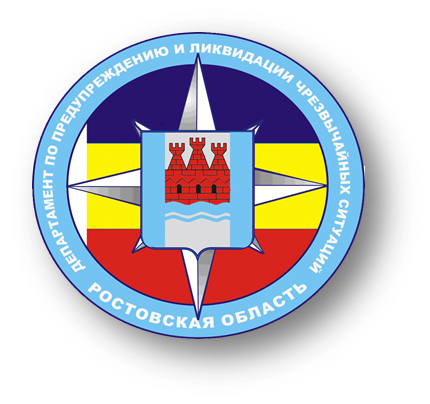 ДЕПАРТАМЕНТ ПО ПРЕДУПРЕЖДЕНИЮ И ЛИКВИДАЦИИ ЧРЕЗВЫЧАЙНЫХ СИТУАЦИЙ
РОСТОВСКАЯ ОБЛАСТЬ